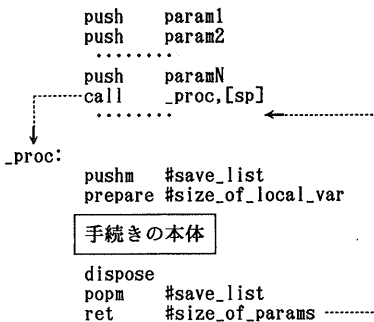 push param1
push param2
........
push paramN
call _proc,[sp]
........
_proc:
pushm #save_list
prepare #size_of_local_var
手続きの本体
dispose
popm #save_list
ret #size_of_params